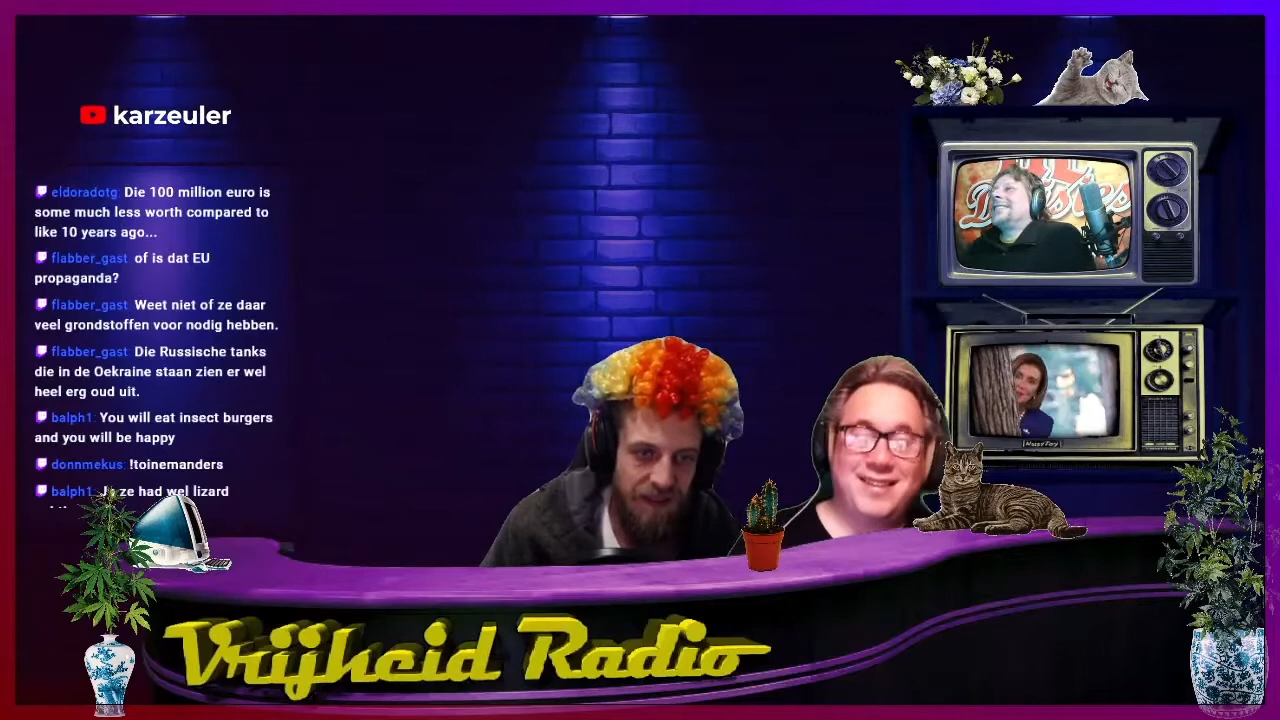 karzeuler
eldoradotg: Die 100 million euro is
some much less worth compared to
like 10 years ago...
flabber_gast: of is dat EU
propaganda?
flabber_gast: Weet niet of ze daar
veel grondstoffen voor nodig hebben.
flabber_gast: Die Russische tanks
die in de Oekraine staan zien er wel
heel erg oud uit.
balph1: You will eat insect burgers
and you will be happy
donnmekus: !toinemanders
balph1: ze had wel lizard
Vrijheid Radio